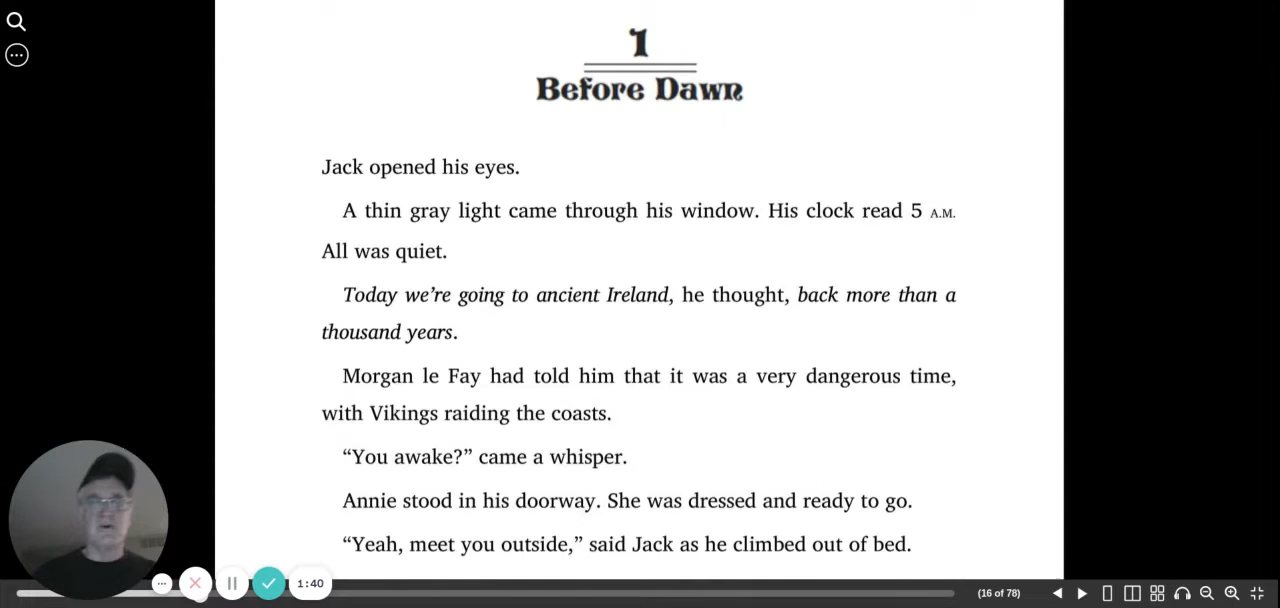 1
Before Dawn
Jack opened his eyes.
A thin gray light came through his window. His clock read 5 A.M.
All was quiet.
Today we’re going to ancient Ireland, he thought, back more than a
thousand years.
Morgan le Fay had told him that it was a very dangerous time,
with Vikings raiding the coasts.
“You awake?” came a whisper.
Annie stood in his doorway. She was dressed and ready to go.
“Yeah, meet you outside,” said Jack as he climbed out of bed.
1:40
(16 of 78)